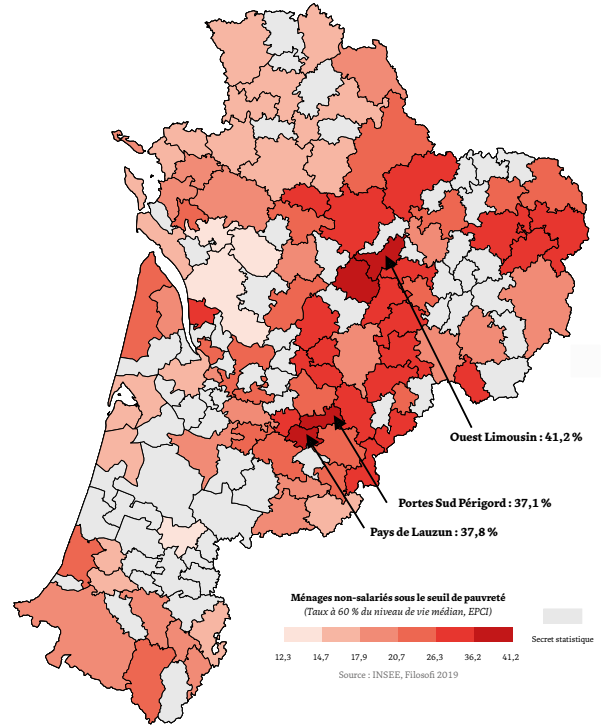 Ouest Limousin : 41,2 %
Portes Sud Périgord : 37,1 %
Pays de Lauzun : 37,8 %
Ménages non-salariés sous le seuil de pauvreté
(Taux à 60 % du niveau de vie médian, EPCI)
Secret statistique
12,3 14,7 17,9 20,7 26,3 36,2 41,2
Source : INSEE, Filosofi 2019